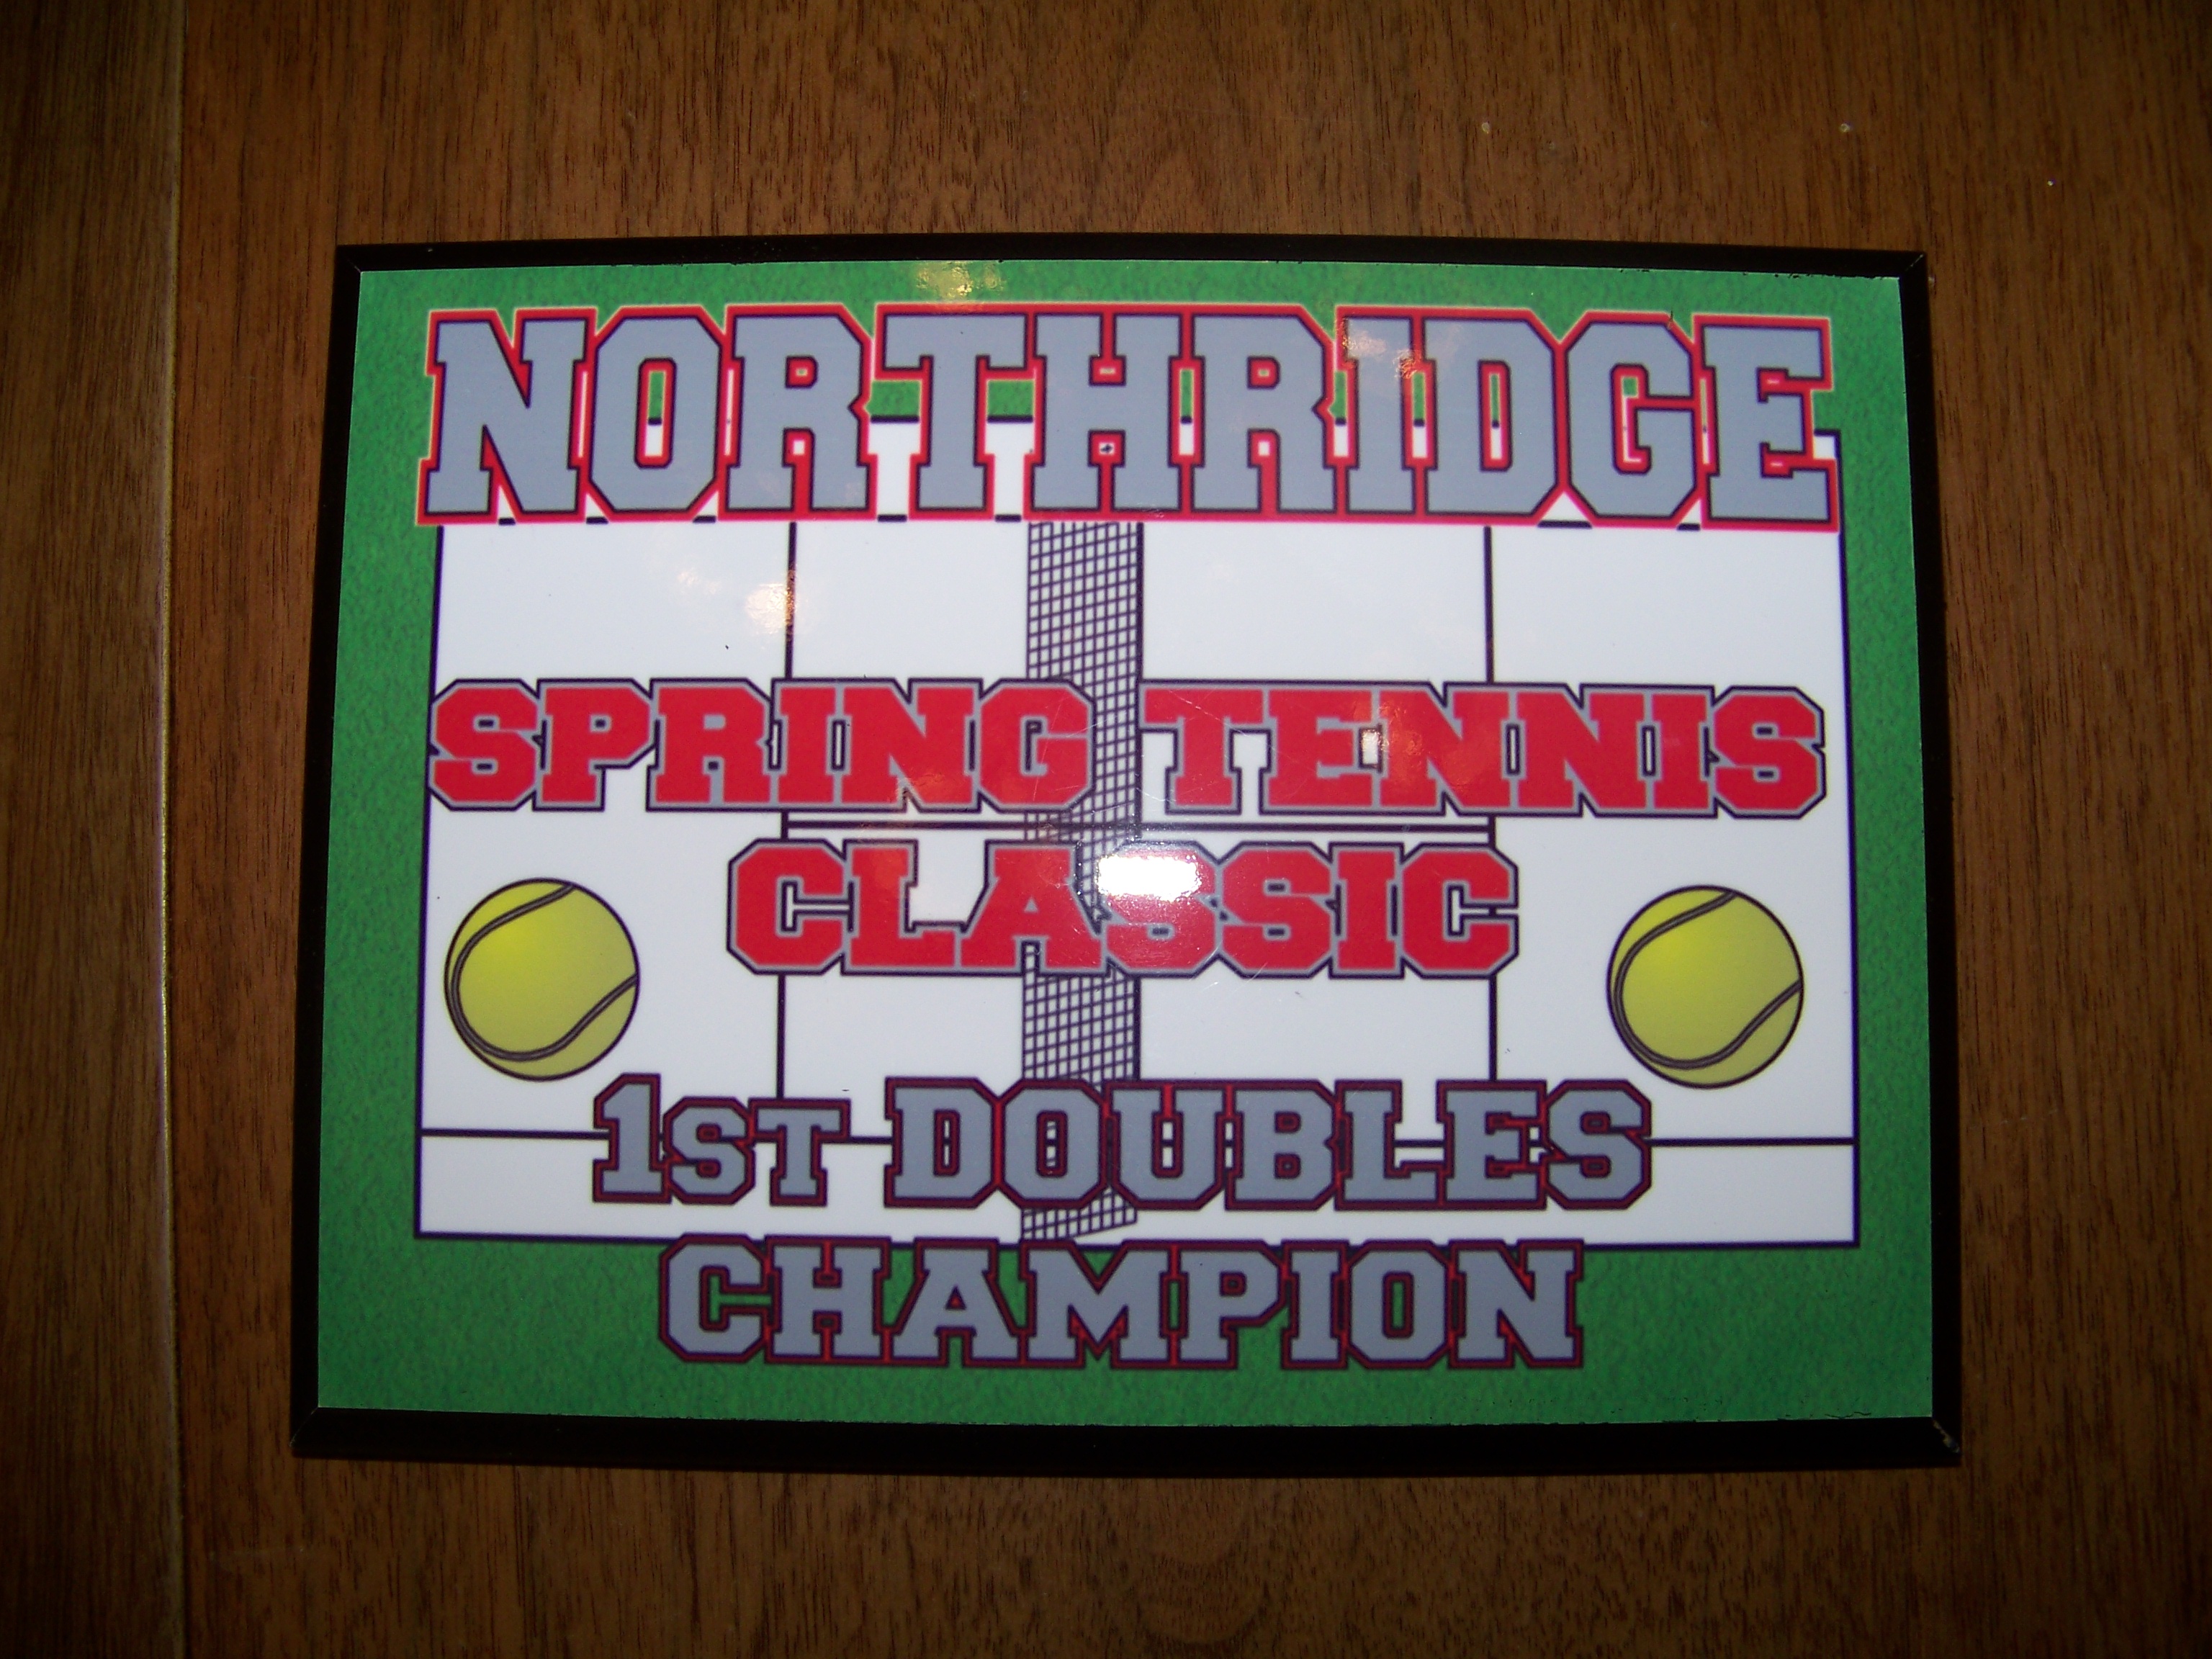 NORTHRIDGE
SPRING TENNIS
CLASSIC
1ST DOUBLES
CHAMPION